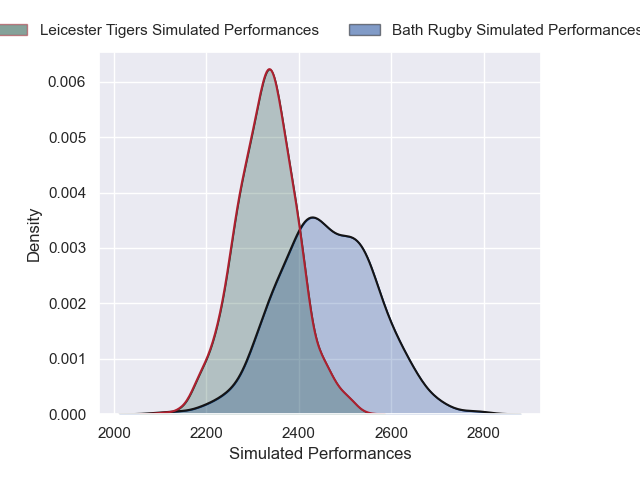 Leicester Tigers Simulated Performances Bath Rugby Simulated Performances
0.006
0.005
0.004
0.003
0.002
0.001
0.000
Density
2000 2200 2400 2600 2800
Simulated Performances